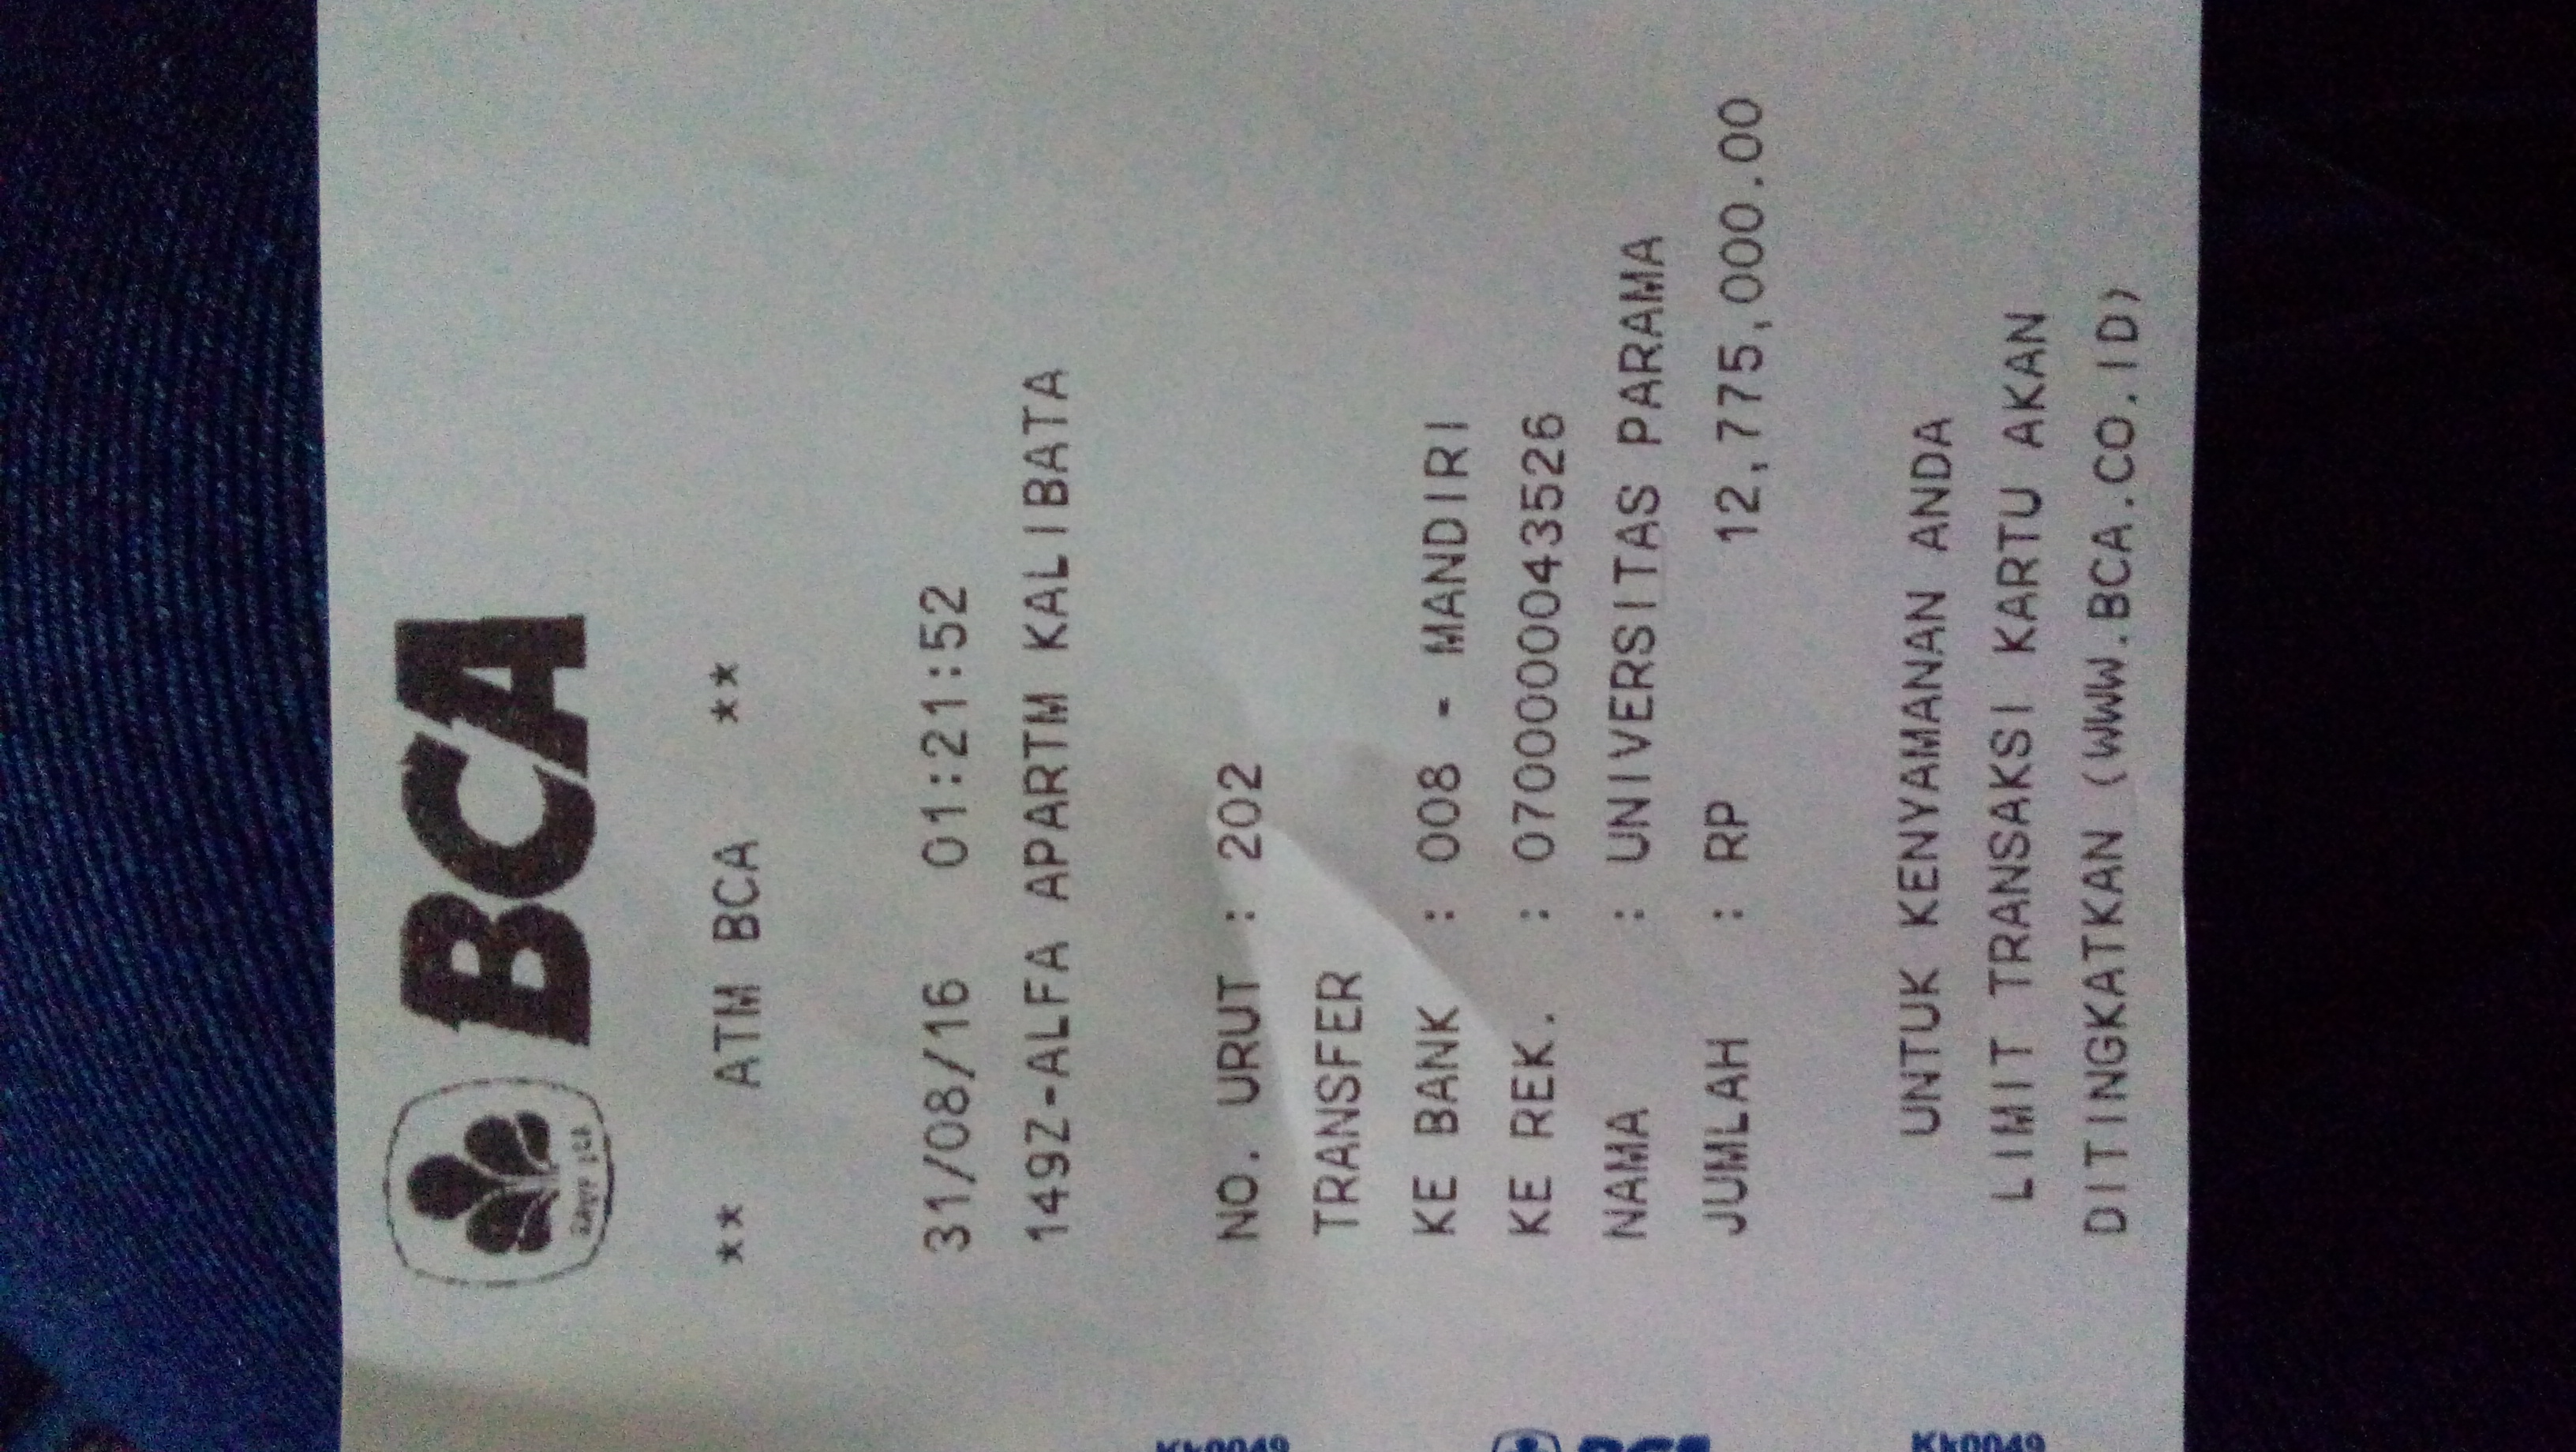 BCA
** ATM BCA **
31/08/16 01:21:52
149Z-ALFA APARTM KALIBATA
NO. URUT : 202
TRANSFER
KE BANK : 008 - MANDIRI
KE REK. : 0700000043526
NAMA : UNIVERSITAS PARAMA
JUMLAH : RP 12,775,000.00
UNTUK KENYAMANAN ANDA
LIMIT TRANSAKSI KARTU AKAN
DITINGKATKAN (WWW.BCA.CO.ID)